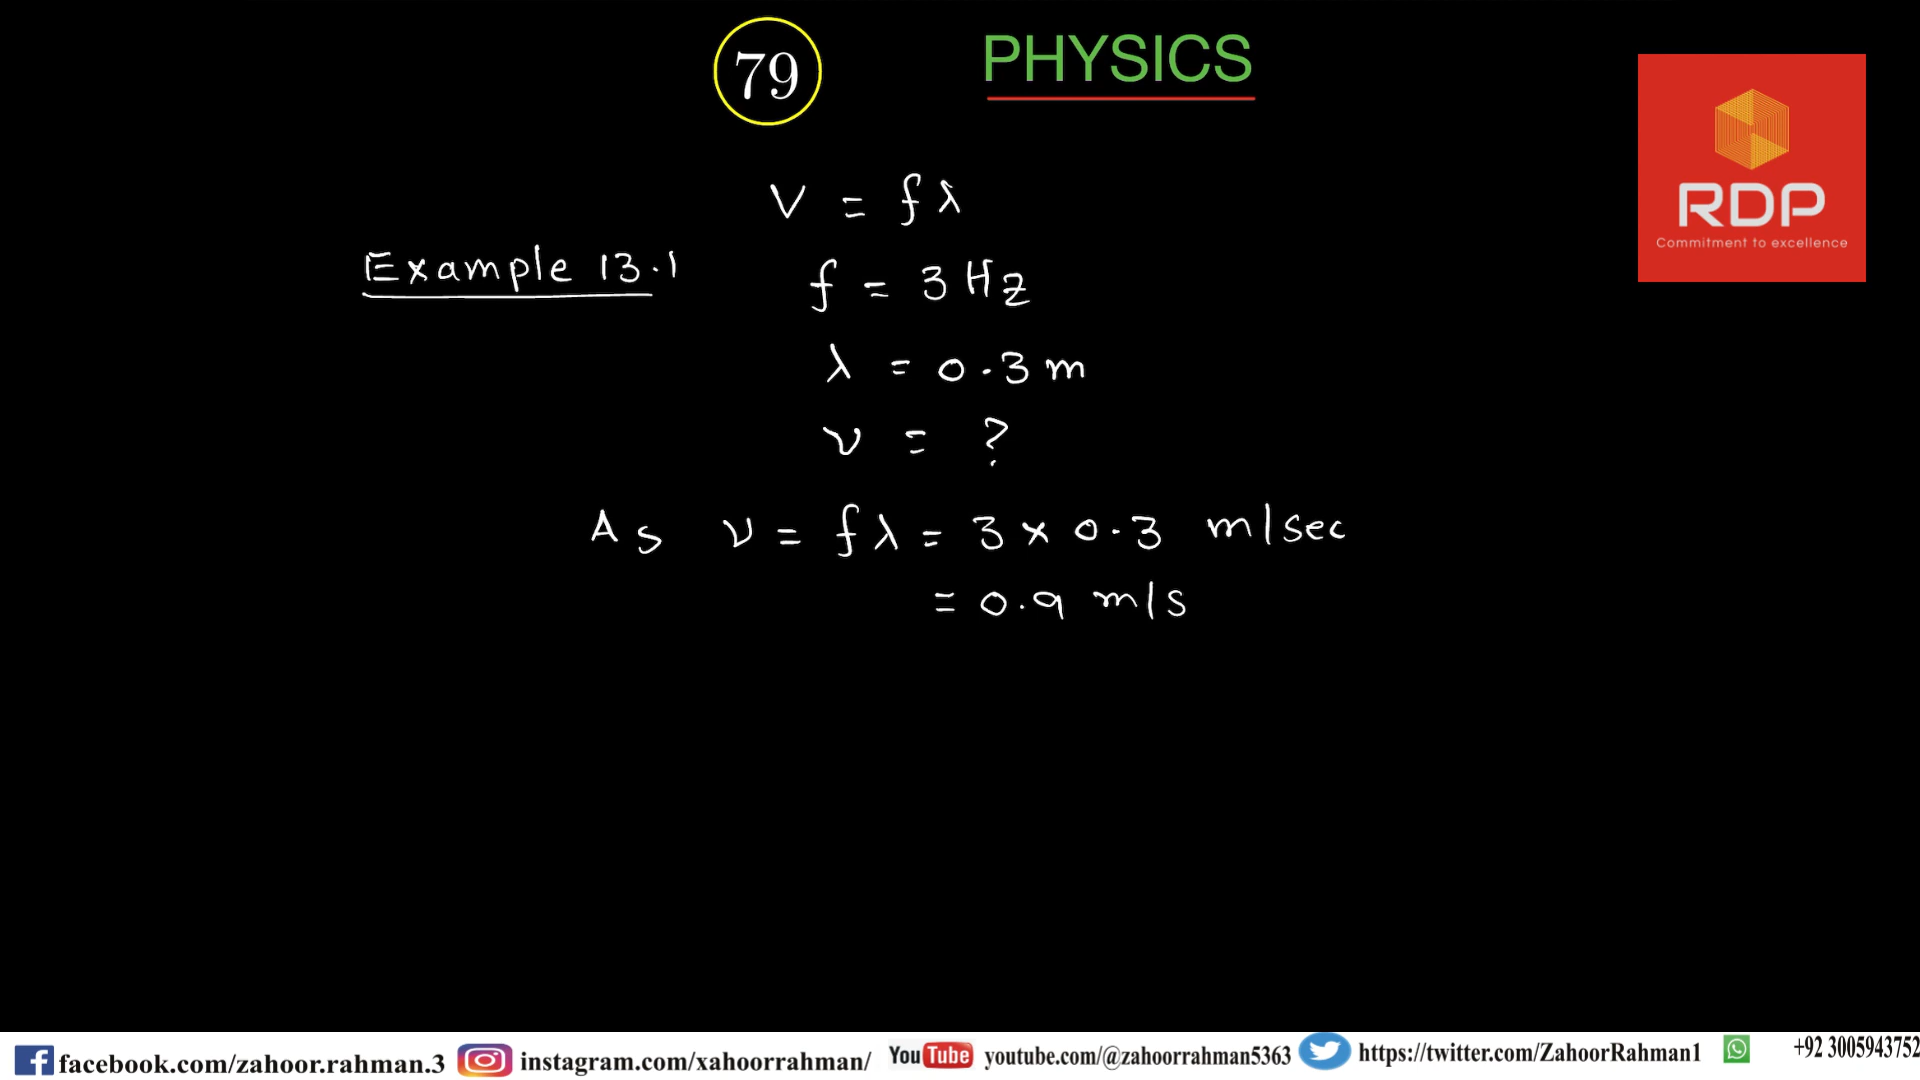 79
PHYSICS
RDP
Commitment to excellence
V = fλ
Example 13.1
f = 3 Hz
λ = 0.3 m
ν = ?
As ν = fλ = 3 × 0.3 m/sec
= 0.9 m/s
facebook.com/zahoor.rahman.3 instagram.com/xahoorrahman/ YouTube youtube.com/@zahoorrahman5363 https://twitter.com/ZahoorRahman1 +92 3005943752